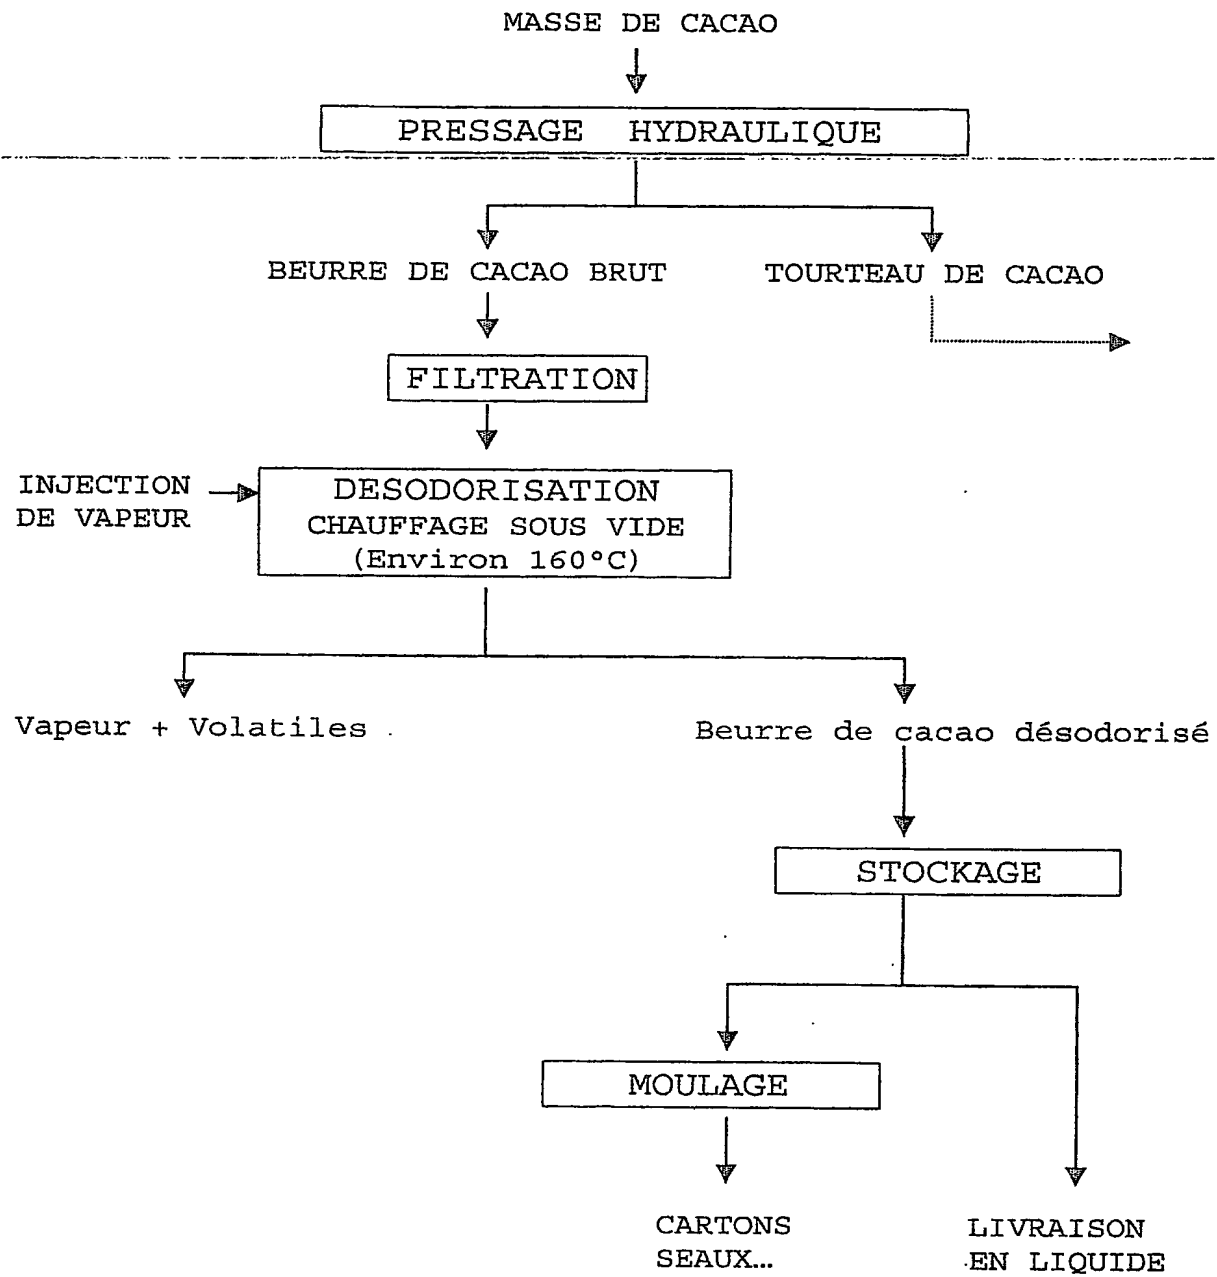 MASSE DE CACAO
PRESSAGE HYDRAULIQUE
BEURRE DE CACAO BRUT
TOURTEAU DE CACAO
FILTRATION
INJECTION
DE VAPEUR
DESODORISATION
CHAUFFAGE SOUS VIDE
(Environ 160°C)
Vapeur + Volatiles
Beurre de cacao désodorisé
STOCKAGE
MOULAGE
CARTONS
SEAUX…
LIVRAISON
EN LIQUIDE